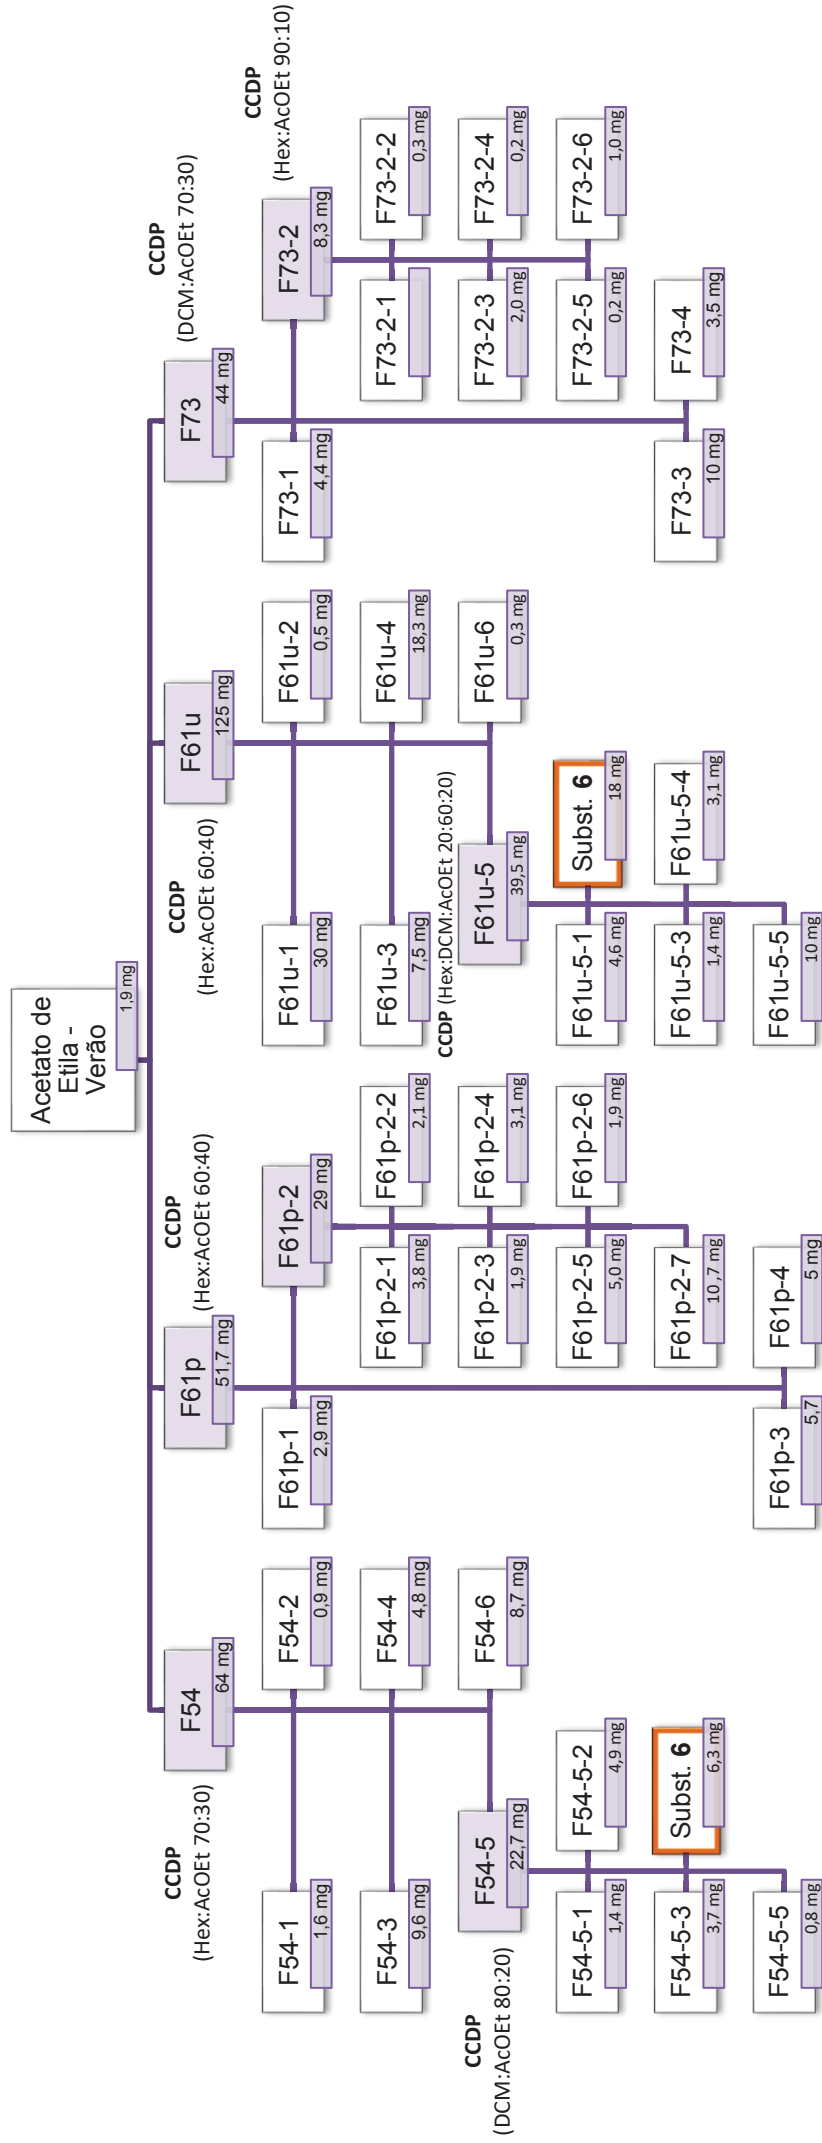 Acetato de
Etila -
Verão
1,9 mg
CCDP
(Hex:AcOEt 70:30)
F54
64 mg
F54-1
1,6 mg
F54-2
0,9 mg
F54-3
9,6 mg
F54-4
4,8 mg
CCDP
(DCM:AcOEt 80:20)
F54-5
22,7 mg
F54-6
8,7 mg
F54-5-1
1,4 mg
F54-5-2
4,9 mg
F54-5-3
3,7 mg
Subst. 6
6,3 mg
F54-5-5
0,8 mg
CCDP
(Hex:AcOEt 60:40)
F61p
51,7 mg
F61p-1
2,9 mg
F61p-2
29 mg
F61p-2-1
3,8 mg
F61p-2-2
2,1 mg
F61p-2-3
1,9 mg
F61p-2-4
3,1 mg
F61p-2-5
5,0 mg
F61p-2-6
1,9 mg
F61p-2-7
10,7 mg
F61p-3
5,7
F61p-4
5 mg
CCDP
(Hex:AcOEt 60:40)
F61u
125 mg
F61u-1
30 mg
F61u-2
0,5 mg
F61u-3
7,5 mg
F61u-4
18,3 mg
CCDP (Hex:DCM:AcOEt 20:60:20)
F61u-5
39,5 mg
F61u-6
0,3 mg
F61u-5-1
4,6 mg
Subst. 6
18 mg
F61u-5-3
1,4 mg
F61u-5-4
3,1 mg
F61u-5-5
10 mg
CCDP
(DCM:AcOEt 70:30)
F73
44 mg
F73-1
4,4 mg
CCDP
(Hex:AcOEt 90:10)
F73-2
8,3 mg
F73-2-1
F73-2-2
0,3 mg
F73-2-3
2,0 mg
F73-2-4
0,2 mg
F73-2-5
0,2 mg
F73-2-6
1,0 mg
F73-3
10 mg
F73-4
3,5 mg